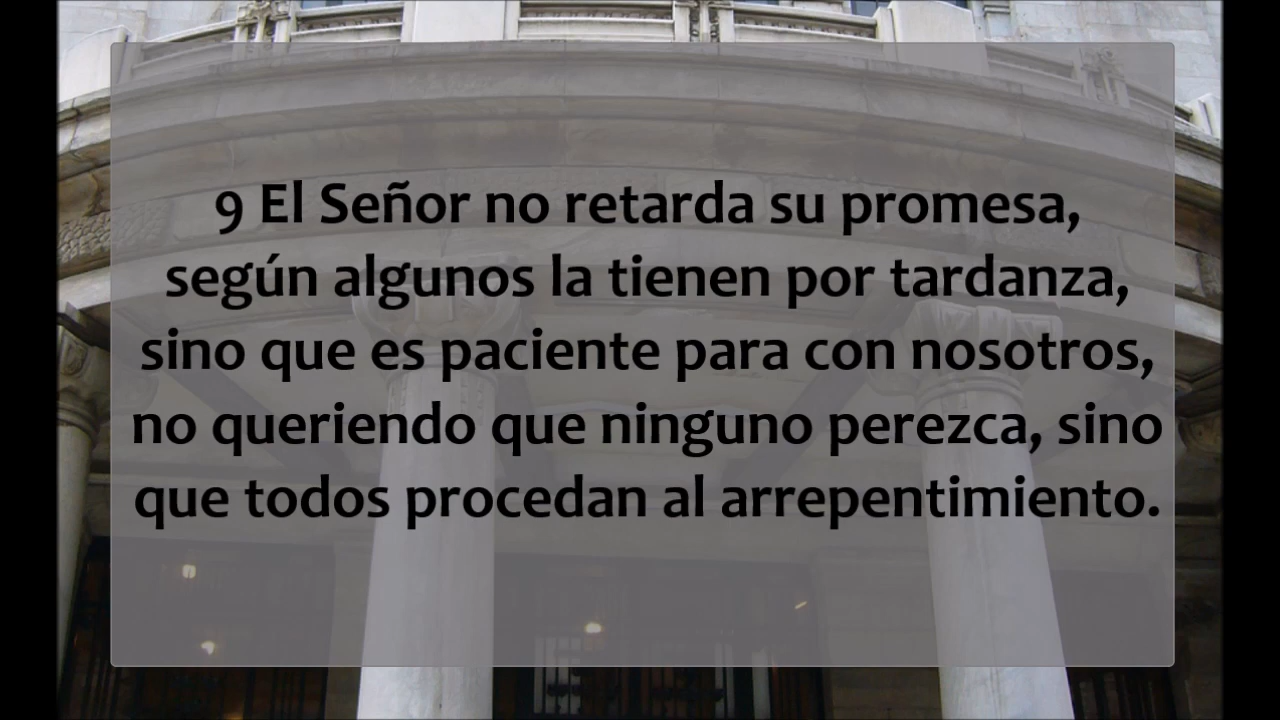 9 El Señor no retarda su promesa,
según algunos la tienen por tardanza,
sino que es paciente para con nosotros,
no queriendo que ninguno perezca, sino
que todos procedan al arrepentimiento.